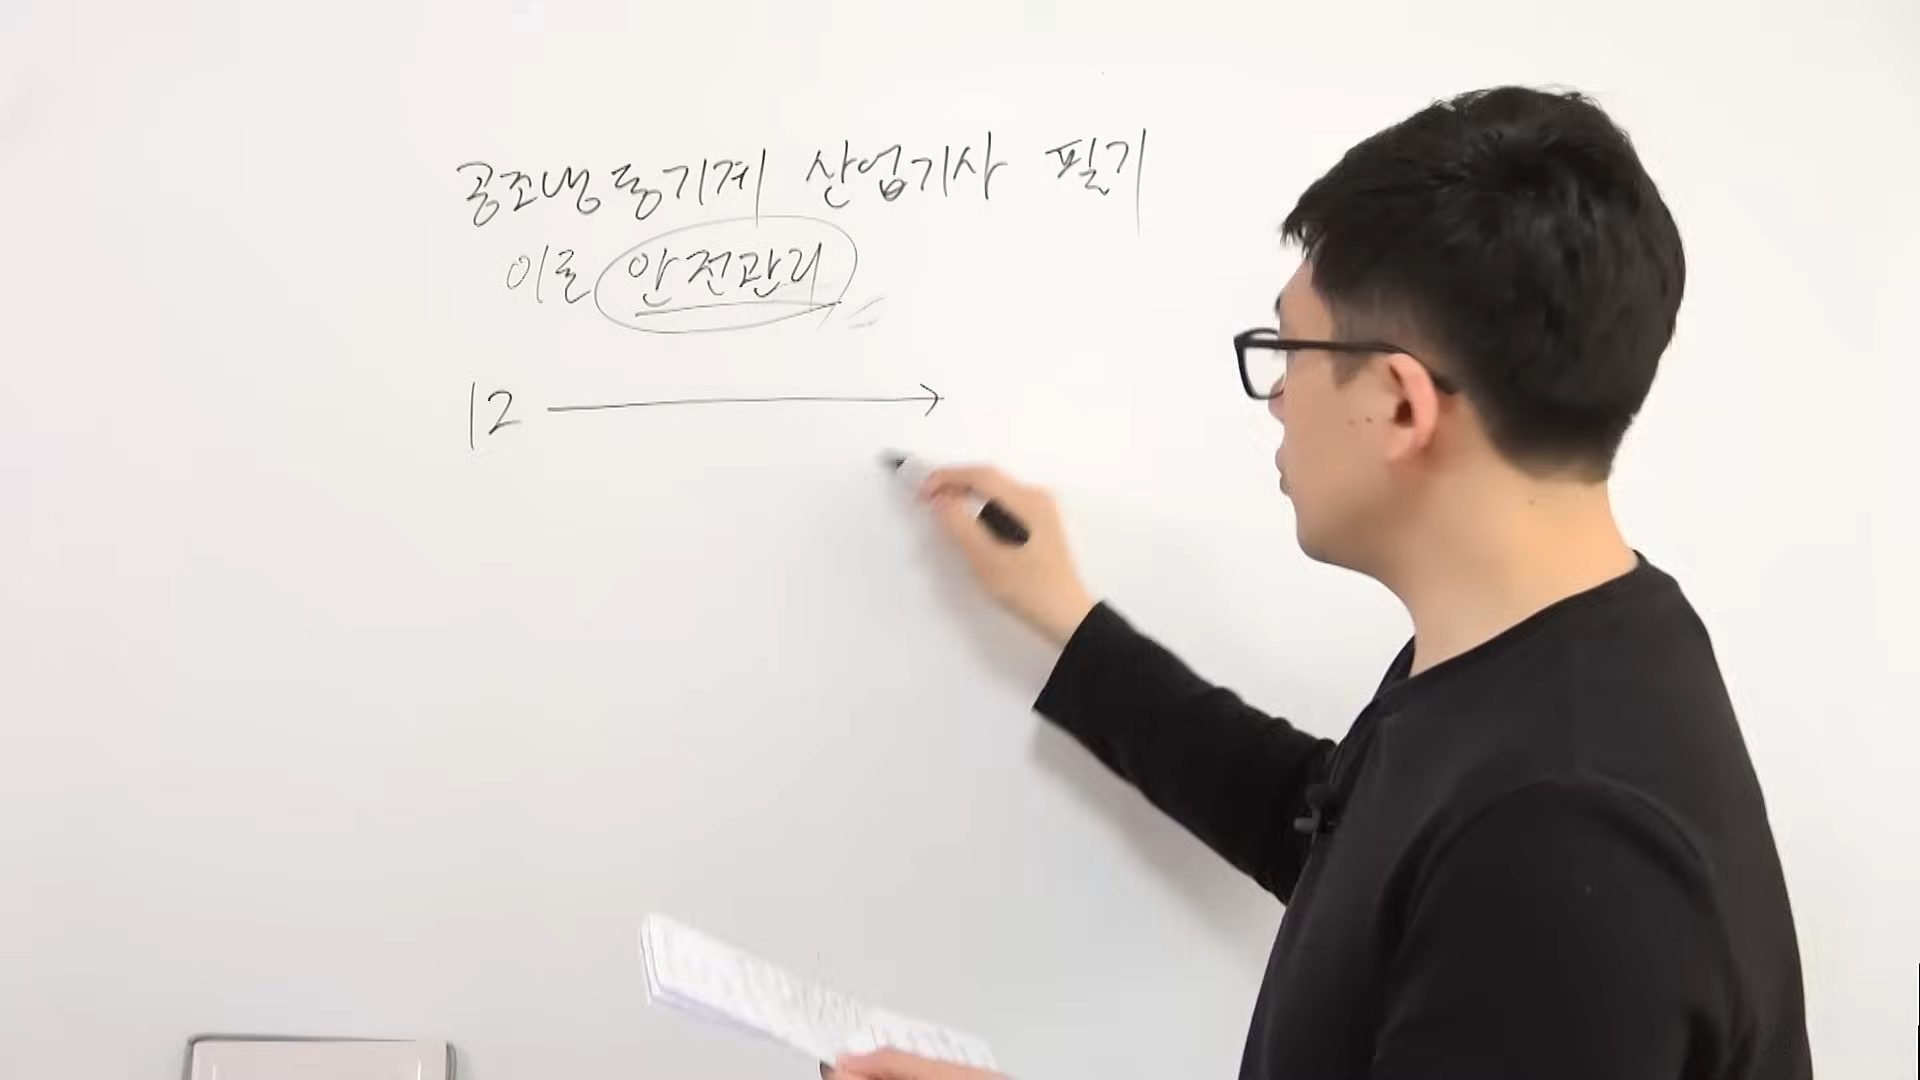 공조냉동기계 산업기사 필기
이론 안전관리
12 →